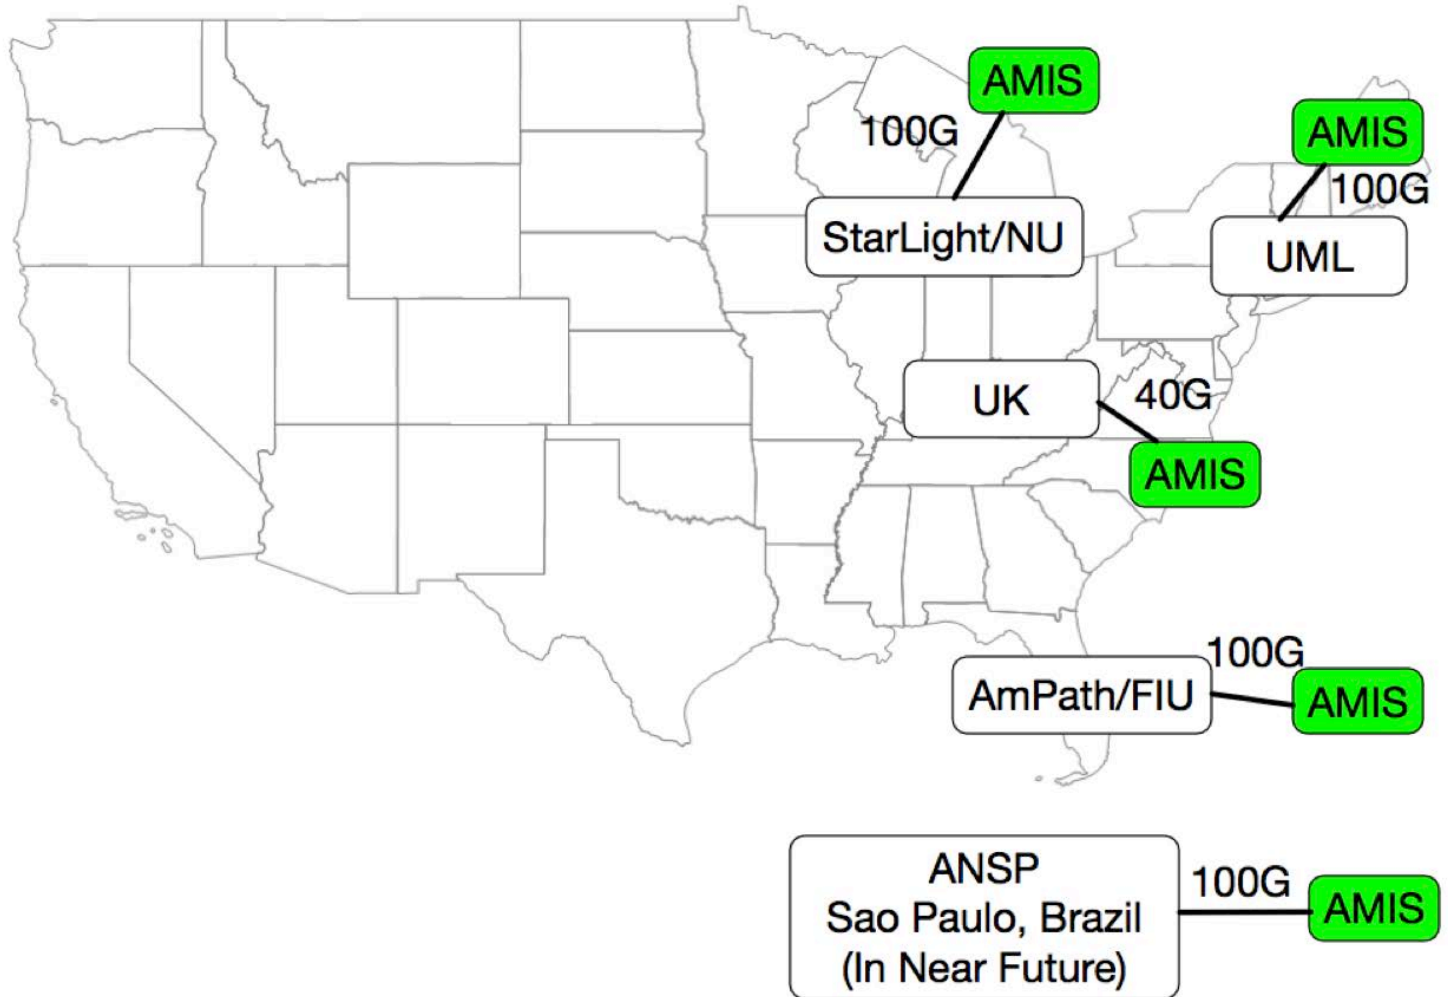 AMIS
100G
StarLight/NU
AMIS
100G
UML
UK
40G
AMIS
100G
AmPath/FIU
AMIS
ANSP
Sao Paulo, Brazil
(In Near Future)
100G
AMIS